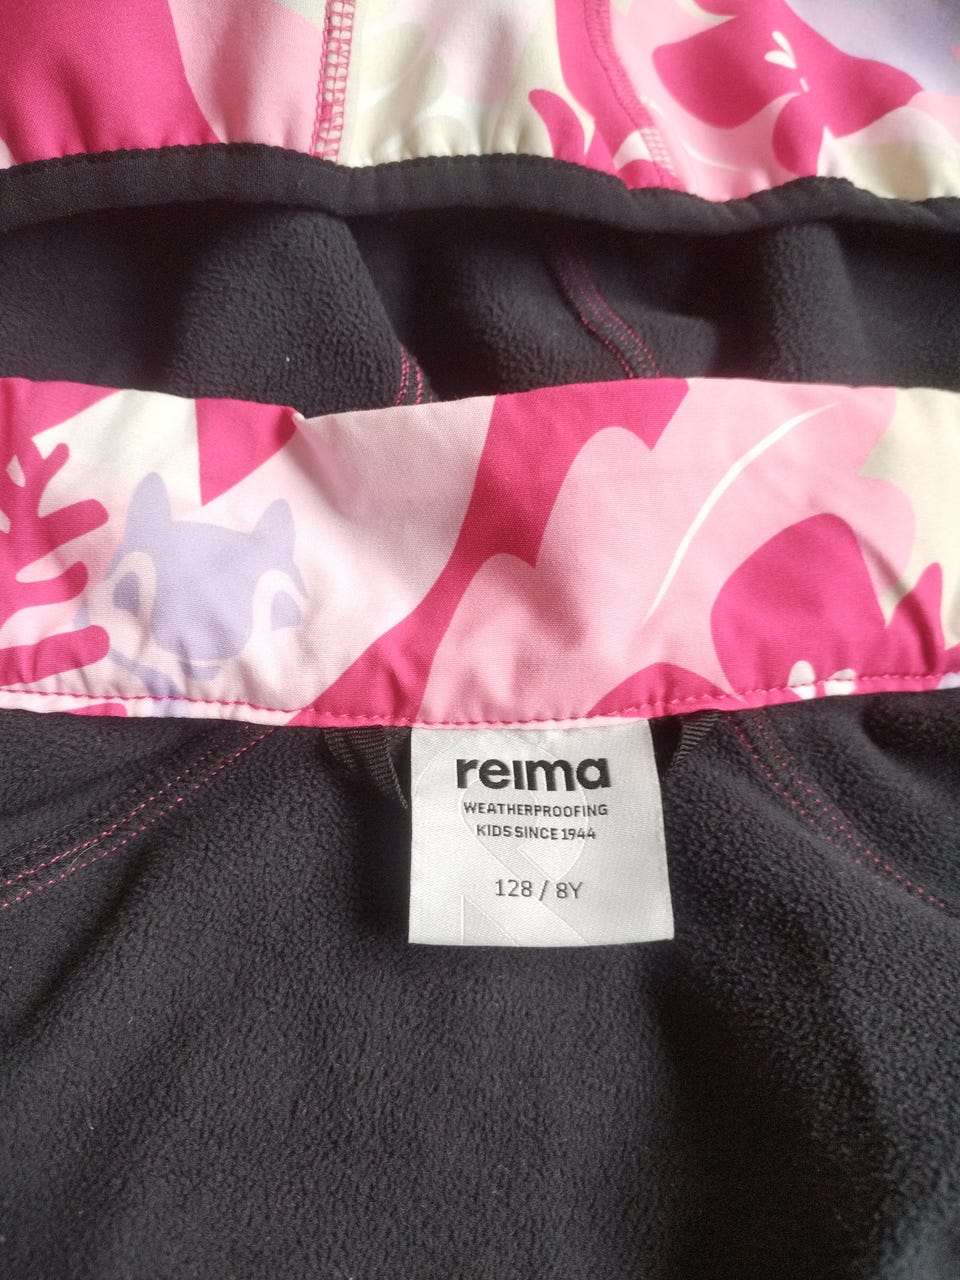 reima
WEATHERPROOFING
KIDS SINCE 1944
128 / 8Y